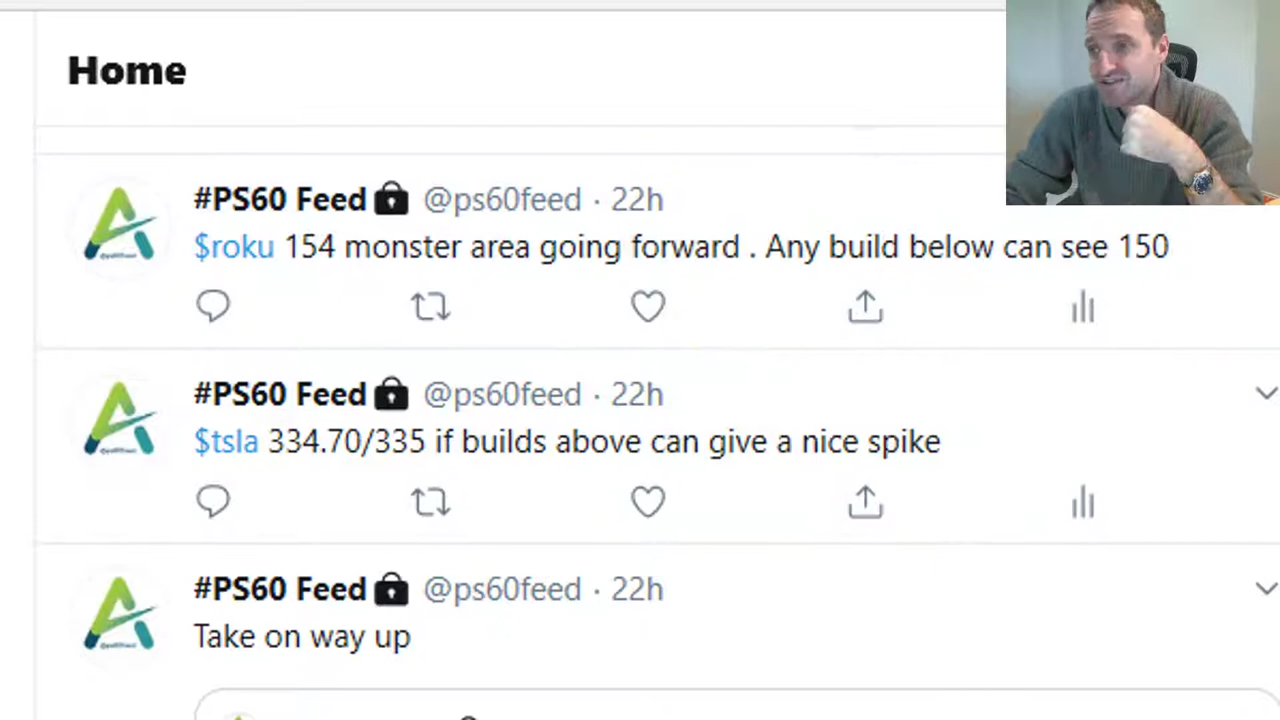 Home
#PS60 Feed @ps60feed · 22h
$roku 154 monster area going forward . Any build below can see 150
#PS60 Feed @ps60feed · 22h
$tsla 334.70/335 if builds above can give a nice spike
#PS60 Feed @ps60feed · 22h
Take on way up